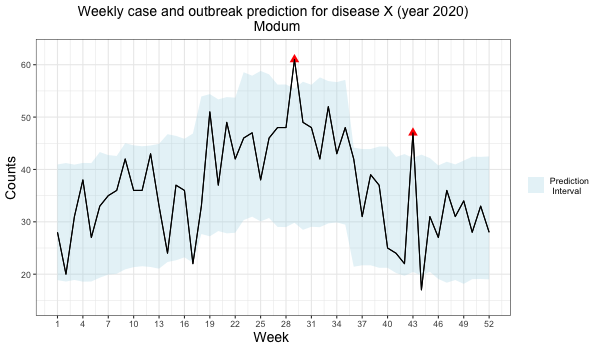 Weekly case and outbreak prediction for disease X (year 2020)
Modum
Counts
60
50
40
30
20
1 4 7 10 13 16 19 22 25 28 31 34 37 40 43 46 49 52
Week
Prediction
Interval